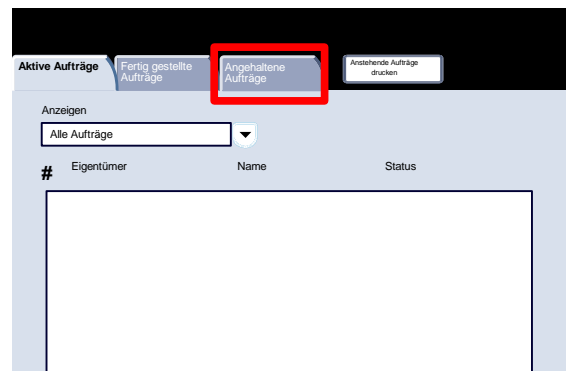 Aktive Aufträge
Fertig gestellte
Aufträge
Angehaltene
Aufträge
Anstehende Aufträge
drucken
Anzeigen
Alle Aufträge
# Eigentümer Name Status